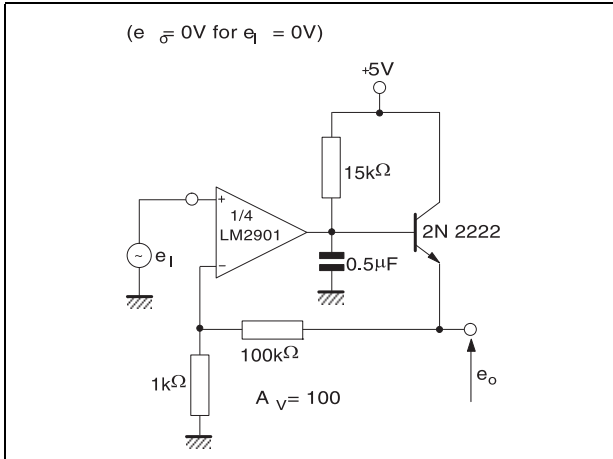 (e o = 0V for e I = 0V)
+5V
15kΩ
1/4
LM2901
+
-
2N 2222
~
e I
0.5μF
100kΩ
1kΩ
A V = 100
e o